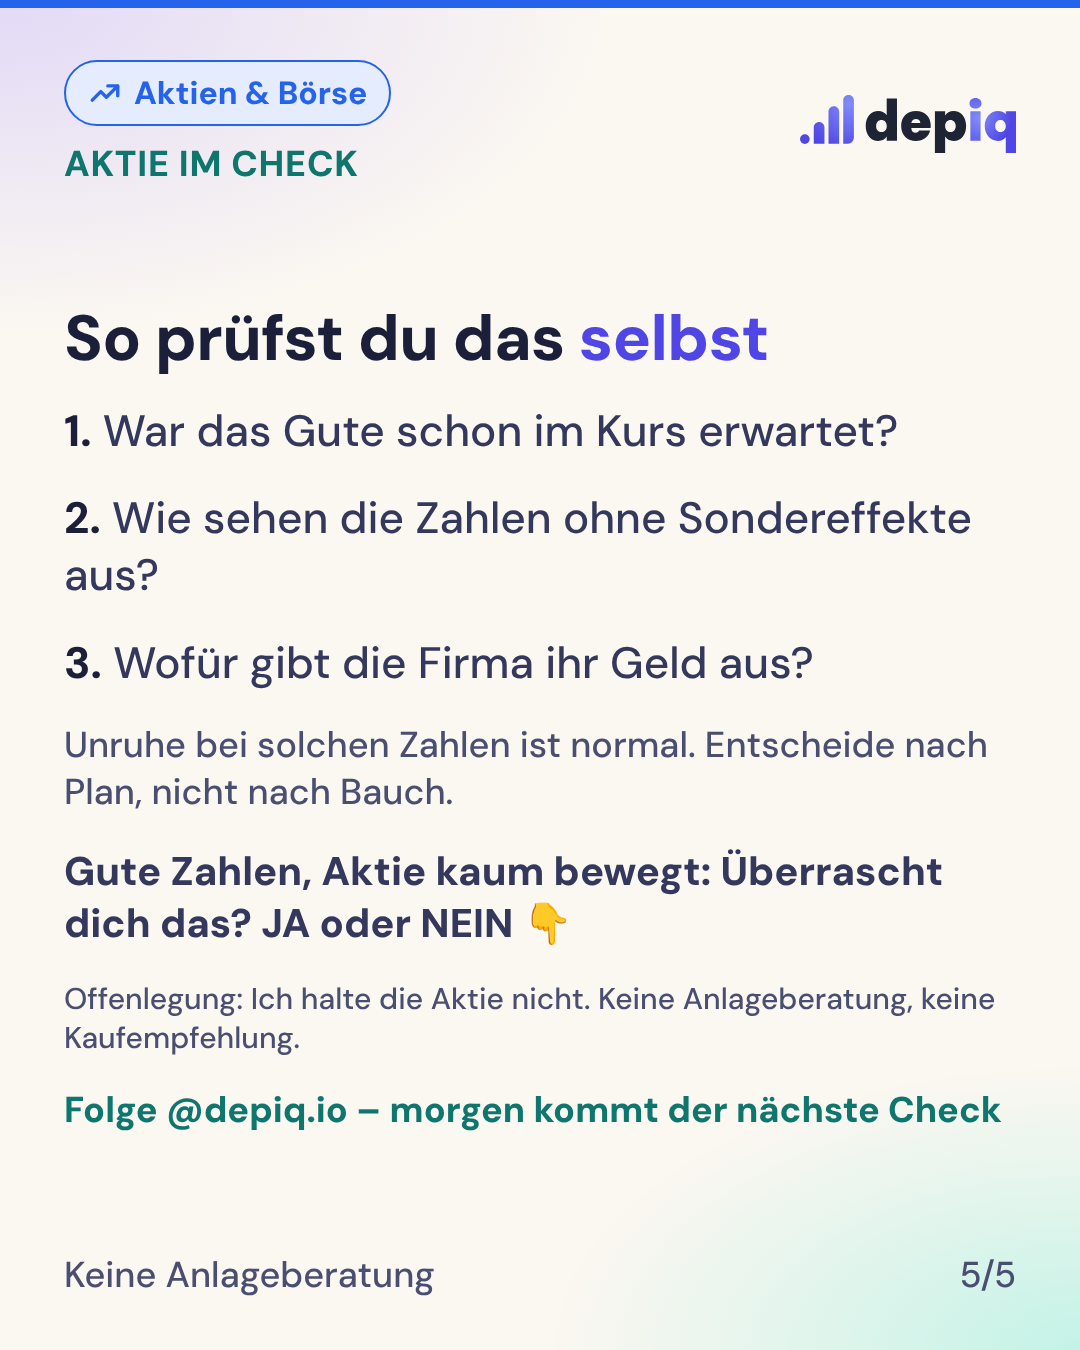 Aktien & Börse
depiq
AKTIE IM CHECK
So prüfst du das selbst
1. War das Gute schon im Kurs erwartet?
2. Wie sehen die Zahlen ohne Sondereffekte
aus?
3. Wofür gibt die Firma ihr Geld aus?
Unruhe bei solchen Zahlen ist normal. Entscheide nach
Plan, nicht nach Bauch.
Gute Zahlen, Aktie kaum bewegt: Überrascht
dich das? JA oder NEIN 👇
Offenlegung: Ich halte die Aktie nicht. Keine Anlageberatung, keine
Kaufempfehlung.
Folge @depiq.io – morgen kommt der nächste Check
Keine Anlageberatung
5/5